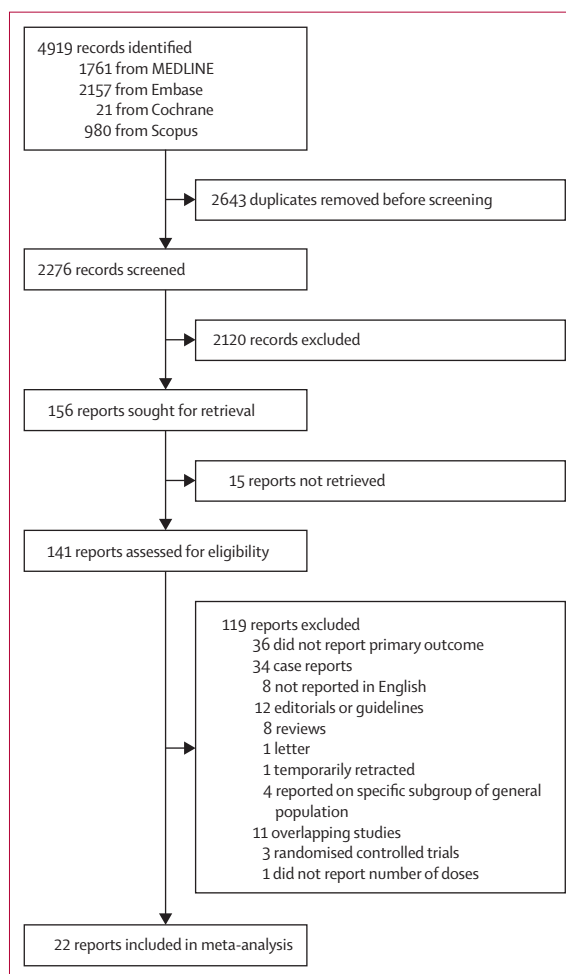 4919 records identified
1761 from MEDLINE
2157 from Embase
21 from Cochrane
980 from Scopus
2643 duplicates removed before screening
2276 records screened
2120 records excluded
156 reports sought for retrieval
15 reports not retrieved
141 reports assessed for eligibility
119 reports excluded
36 did not report primary outcome
34 case reports
8 not reported in English
12 editorials or guidelines
8 reviews
1 letter
1 temporarily retracted
4 reported on specific subgroup of general
population
11 overlapping studies
3 randomised controlled trials
1 did not report number of doses
22 reports included in meta-analysis